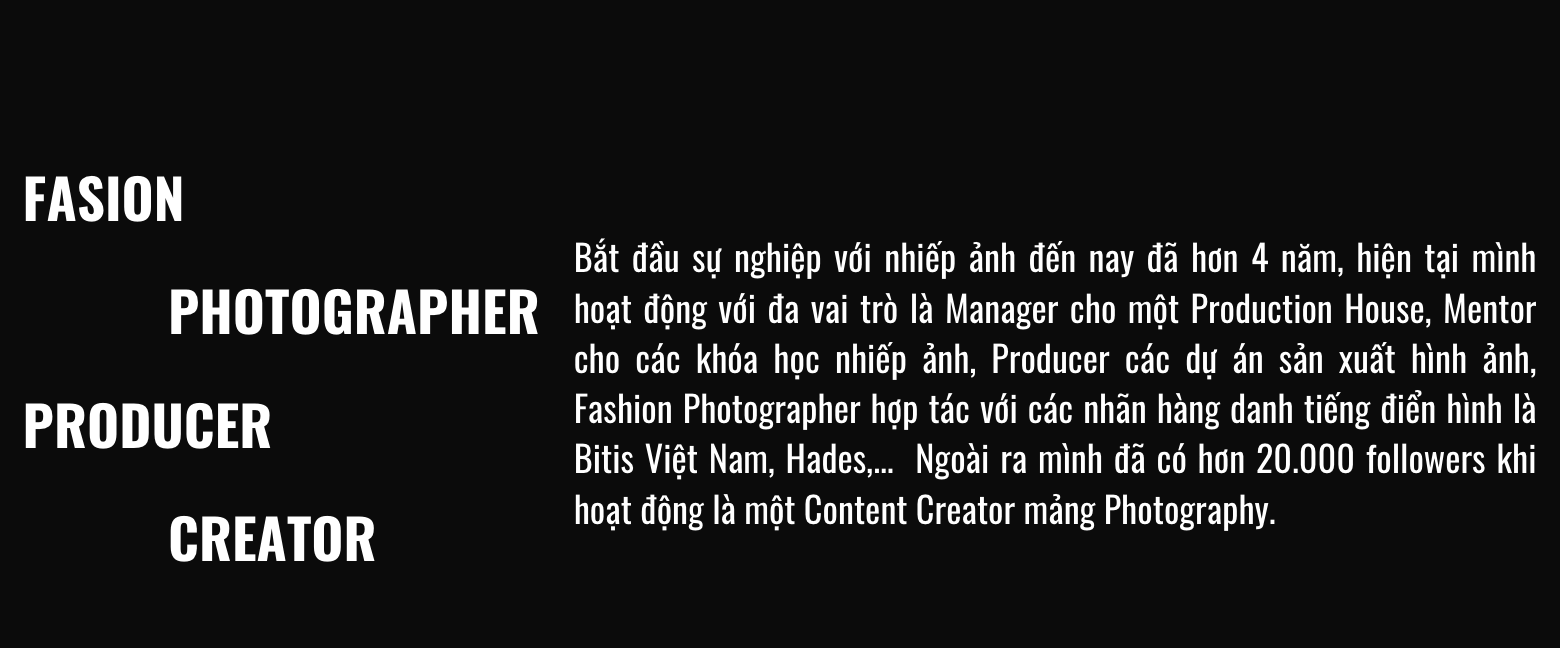 FASION
PHOTOGRAPHER
PRODUCER
CREATOR
Bắt đầu sự nghiệp với nhiếp ảnh đến nay đã hơn 4 năm, hiện tại mình
hoạt động với đa vai trò là Manager cho một Production House, Mentor
cho các khóa học nhiếp ảnh, Producer các dự án sản xuất hình ảnh,
Fashion Photographer hợp tác với các nhãn hàng danh tiếng điển hình là
Bitis Việt Nam, Hades,... Ngoài ra mình đã có hơn 20.000 followers khi
hoạt động là một Content Creator mảng Photography.